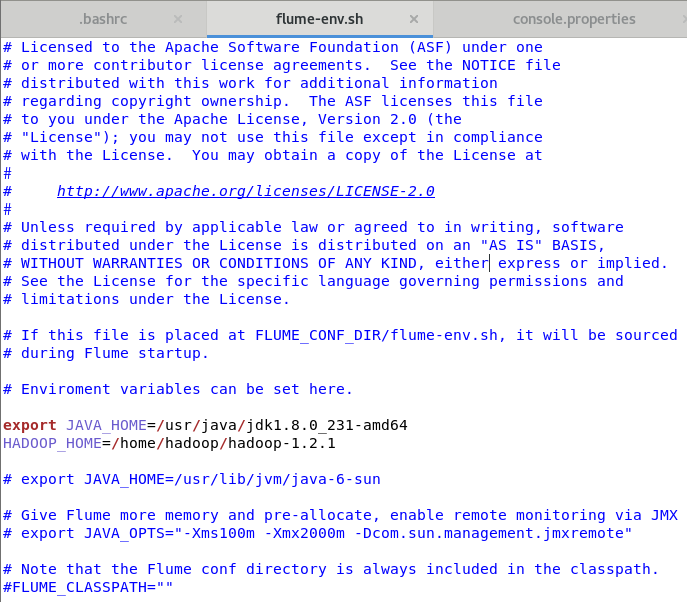 .bashrc × flume-env.sh × console.properties
# Licensed to the Apache Software Foundation (ASF) under one
# or more contributor license agreements.  See the NOTICE file
# distributed with this work for additional information
# regarding copyright ownership.  The ASF licenses this file
# to you under the Apache License, Version 2.0 (the
# "License"); you may not use this file except in compliance
# with the License.  You may obtain a copy of the License at
#
#     http://www.apache.org/licenses/LICENSE-2.0
#
# Unless required by applicable law or agreed to in writing, software
# distributed under the License is distributed on an "AS IS" BASIS,
# WITHOUT WARRANTIES OR CONDITIONS OF ANY KIND, either express or implied.
# See the License for the specific language governing permissions and
# limitations under the License.
# If this file is placed at FLUME_CONF_DIR/flume-env.sh, it will be sourced
# during Flume startup.
# Enviroment variables can be set here.
export JAVA_HOME=/usr/java/jdk1.8.0_231-amd64
HADOOP_HOME=/home/hadoop/hadoop-1.2.1
# export JAVA_HOME=/usr/lib/jvm/java-6-sun
# Give Flume more memory and pre-allocate, enable remote monitoring via JMX
# export JAVA_OPTS="-Xms100m -Xmx2000m -Dcom.sun.management.jmxremote"
# Note that the Flume conf directory is always included in the classpath.
#FLUME_CLASSPATH=""